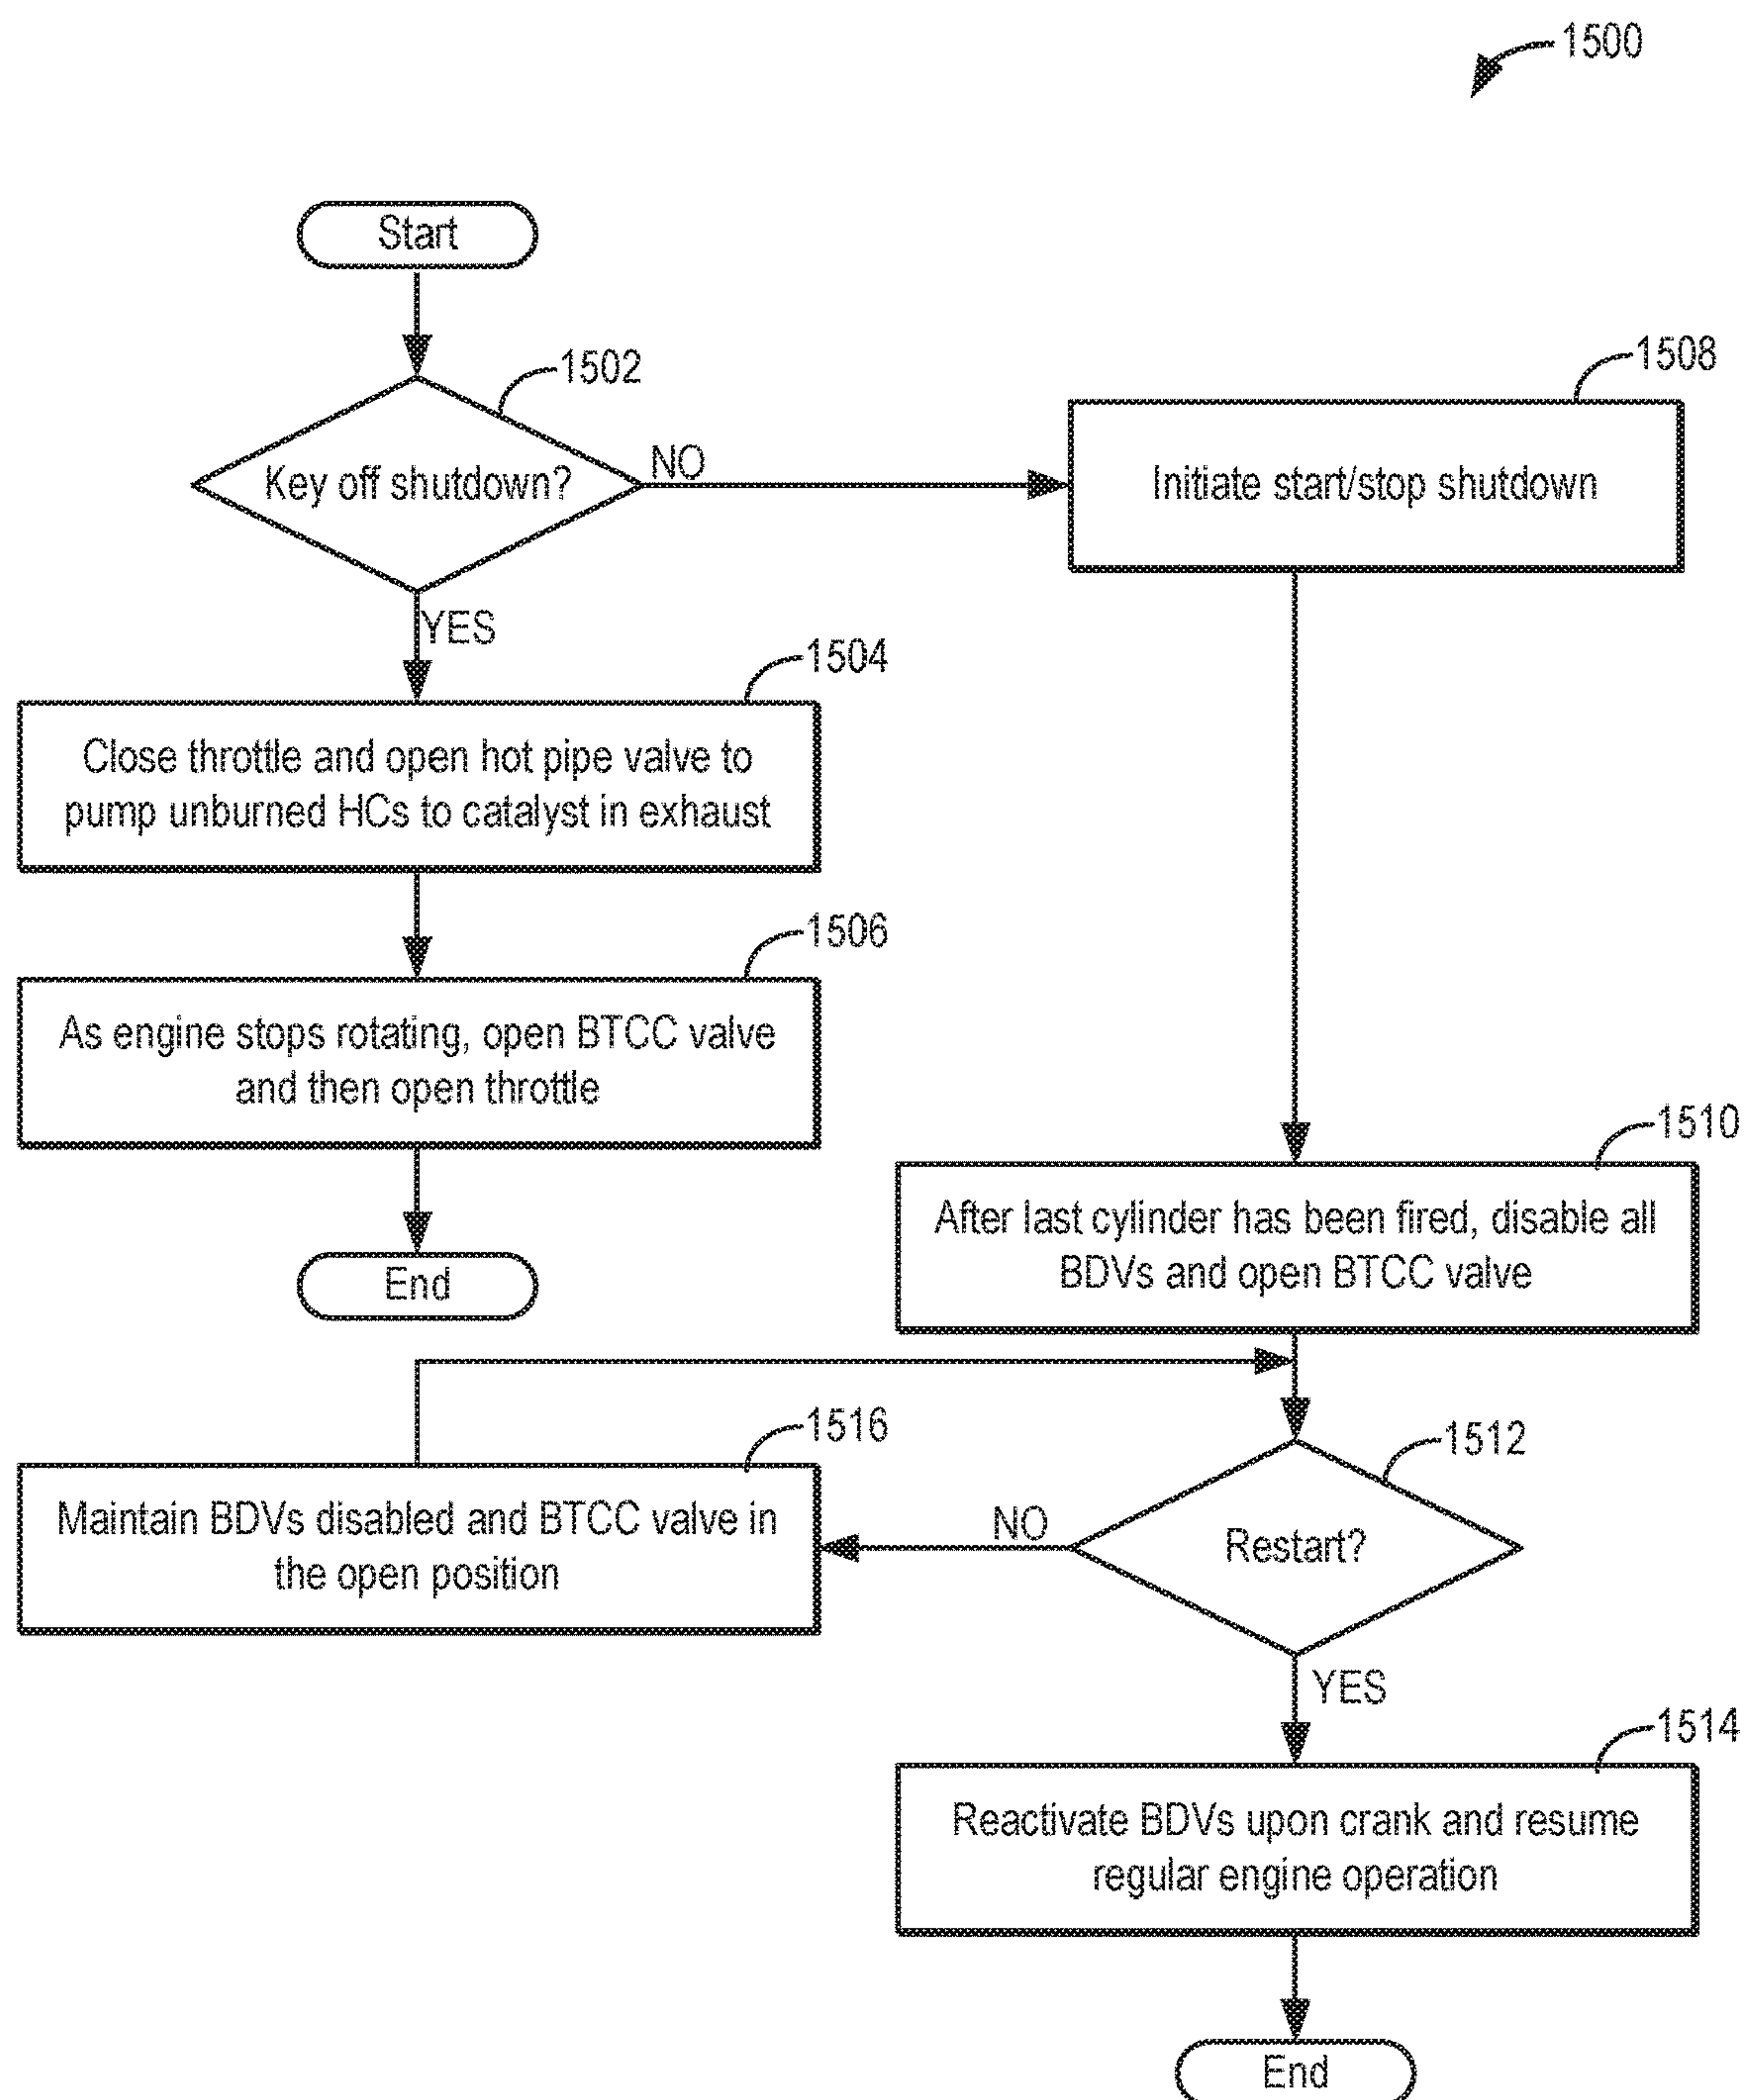 1500
Start
1502
Key off shutdown?
NO
YES
1508
Initiate start/stop shutdown
1504
Close throttle and open hot pipe valve to
pump unburned HCs to catalyst in exhaust
1506
As engine stops rotating, open BTCC valve
and then open throttle
End
1510
After last cylinder has been fired, disable all
BDVs and open BTCC valve
1512
Restart?
NO
YES
1516
Maintain BDVs disabled and BTCC valve in
the open position
1514
Reactivate BDVs upon crank and resume
regular engine operation
End